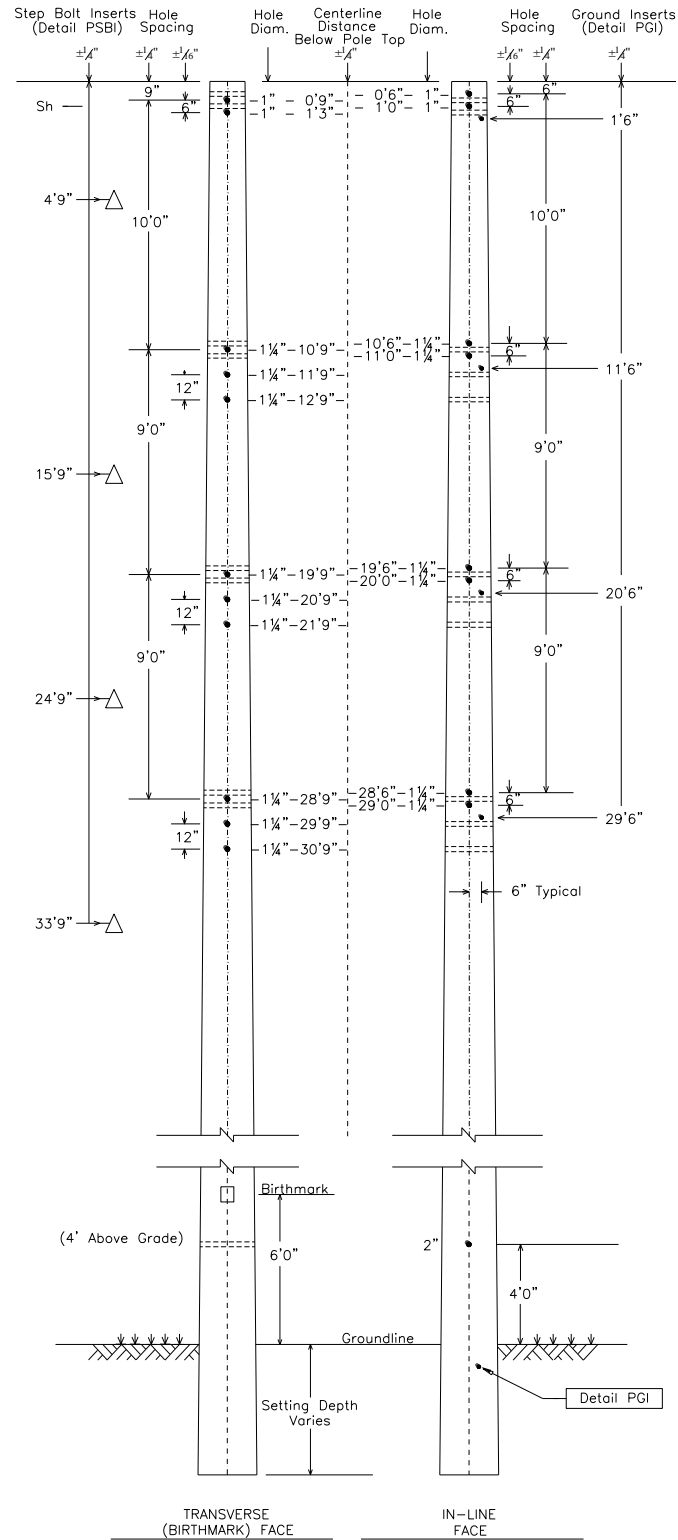 Step Bolt Inserts
(Detail PSBI)
Hole
Spacing
Hole
Diam.
Centerline
Distance
Below Pole Top
Hole
Diam.
Hole
Spacing
Ground Inserts
(Detail PGI)
±¼" ±¼" ±1⁄16" ±¼" ±1⁄16" ±¼" ±¼"
9" 6"
Sh 6" 1" 0'9" 0'6" 1" 6"
1" 1'3" 1'0" 1"
1'6"
4'9"
10'0" 10'0"
1¼" 10'9" 10'6" 1¼"
11'0" 1¼" 6"
12" 1¼" 11'9" 11'6"
1¼" 12'9"
9'0" 9'0"
15'9"
1¼" 19'9" 19'6" 1¼"
20'0" 1¼" 6"
12" 1¼" 20'9" 20'6"
1¼" 21'9"
9'0" 9'0"
24'9"
1¼" 28'9" 28'6" 1¼"
29'0" 1¼" 6"
12" 1¼" 29'9" 29'6"
1¼" 30'9"
6" Typical
33'9"
Birthmark
(4' Above Grade) 2"
6'0"
4'0"
Groundline
Detail PGI
Setting Depth
Varies
TRANSVERSE
(BIRTHMARK) FACE
IN-LINE
FACE